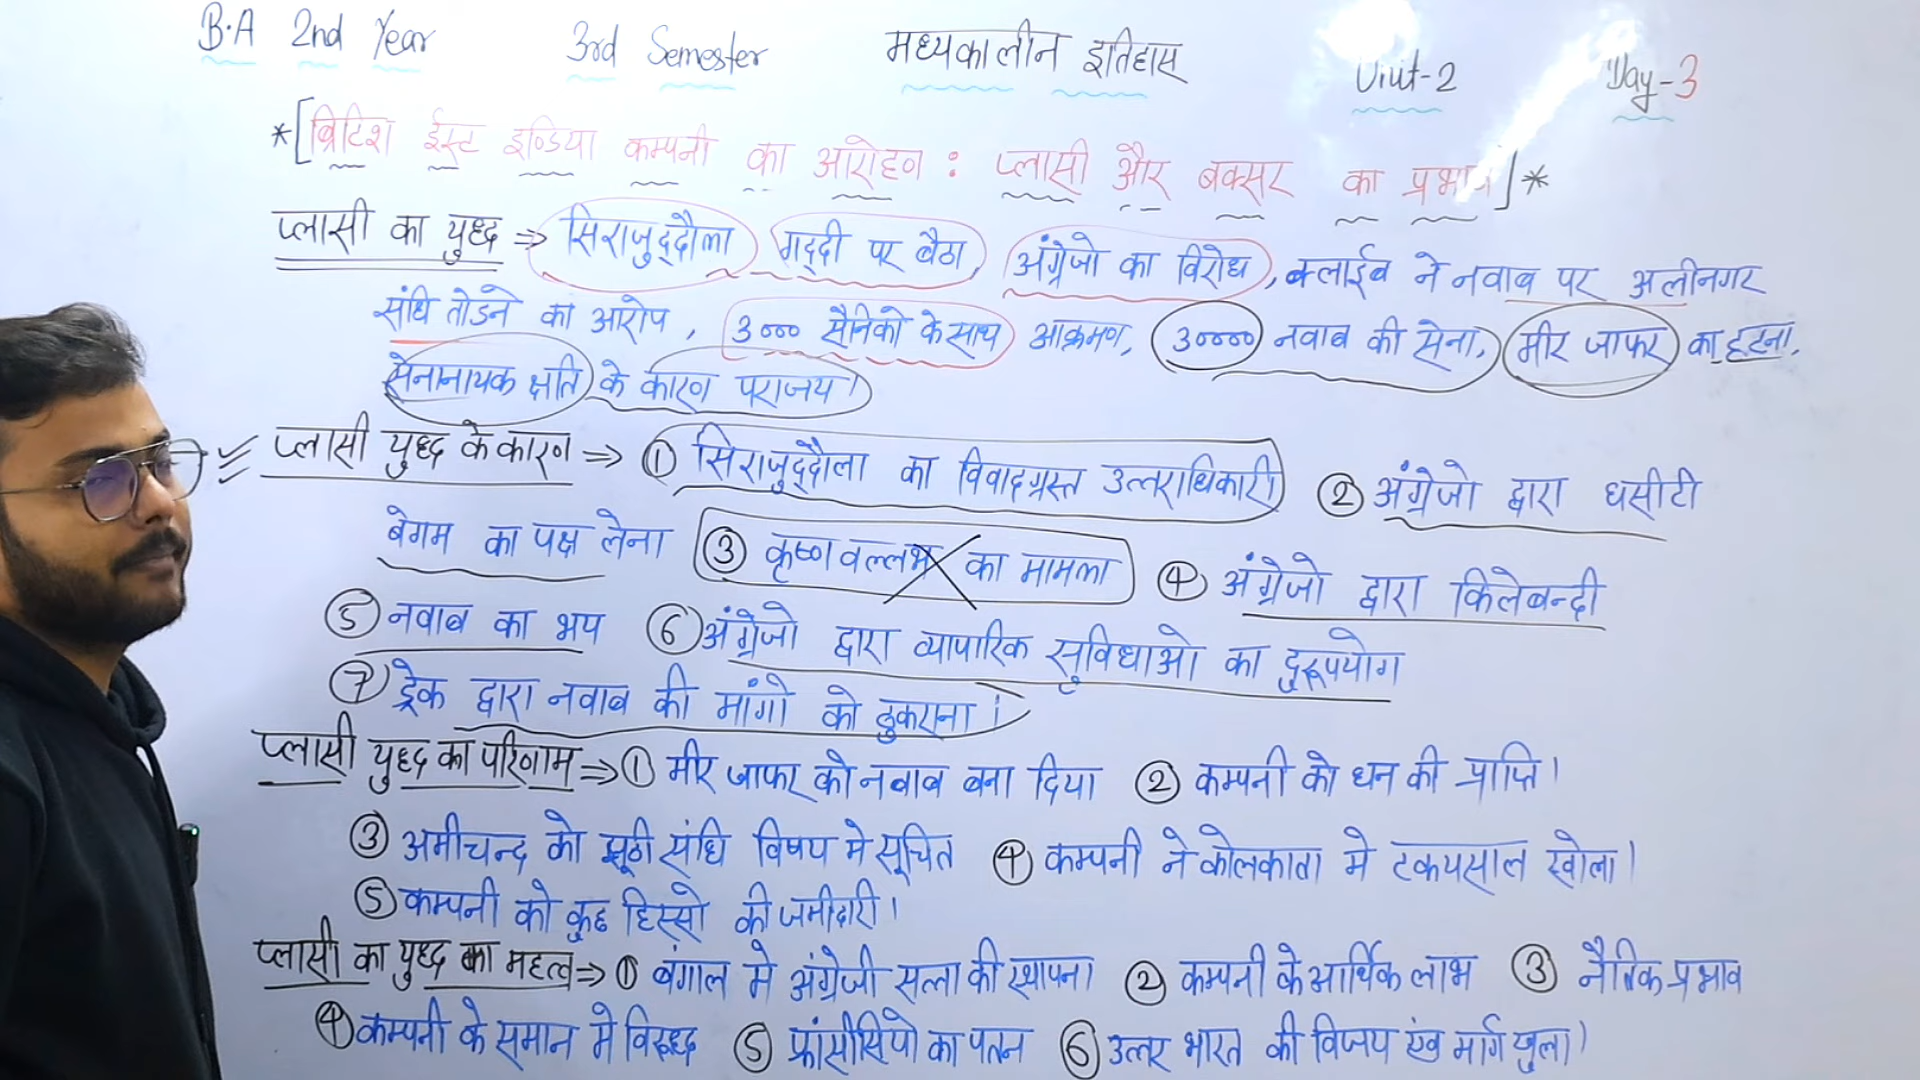 B.A 2nd Year 3rd Semester मध्यकालीन इतिहास Unit-2 Day-3
*[ब्रिटिश ईस्ट इण्डिया कम्पनी का आरोहण : प्लासी और बक्सर का प्रभाव]*
प्लासी का युध्द ⇒ सिराजुद्दौला गद्दी पर बैठा, अंग्रेजो का विरोध, क्लाईब ने नवाब पर अलीनगर
संधि तोडने का आरोप, 3000 सैनिको के साथ आक्रमण, 30000 नवाब की सेना, मीर जाफर का हटना,
सेनानायक क्षति के कारण पराजय।
प्लासी युध्द के कारण ⇒ ① सिराजुद्दौला का विवादग्रस्त उत्तराधिकारी ② अंग्रेजो द्वारा घसीटी
बेगम का पक्ष लेना ③ कृष्ण वल्लभ का मामला ④ अंग्रेजो द्वारा किलेबन्दी
⑤ नवाब का भय ⑥ अंग्रेजो द्वारा व्यापारिक सुविधाओ का दुरूपयोग
⑦ ड्रेक द्वारा नवाब की मांगो को ठुकराना।
प्लासी युध्द का परिणाम ⇒ ① मीर जाफर को नवाब बना दिया ② कम्पनी को धन की प्राप्ति।
③ अमीचन्द को झूठी संधि विषय मे सूचित ④ कम्पनी ने कोलकाता मे टकयसाल खोला।
⑤ कम्पनी को कुछ हिस्सो की जमीदारी।
प्लासी का युध्द का महत्व ⇒ ① बंगाल मे अंग्रेजी सत्ता की स्थापना ② कम्पनी के आर्थिक लाभ ③ नैतिक प्रभाव
④ कम्पनी के समान मे विरूध्द ⑤ फ्रांसीसियो का पतन ⑥ उत्तर भारत की विजय एंव मार्ग खुला।